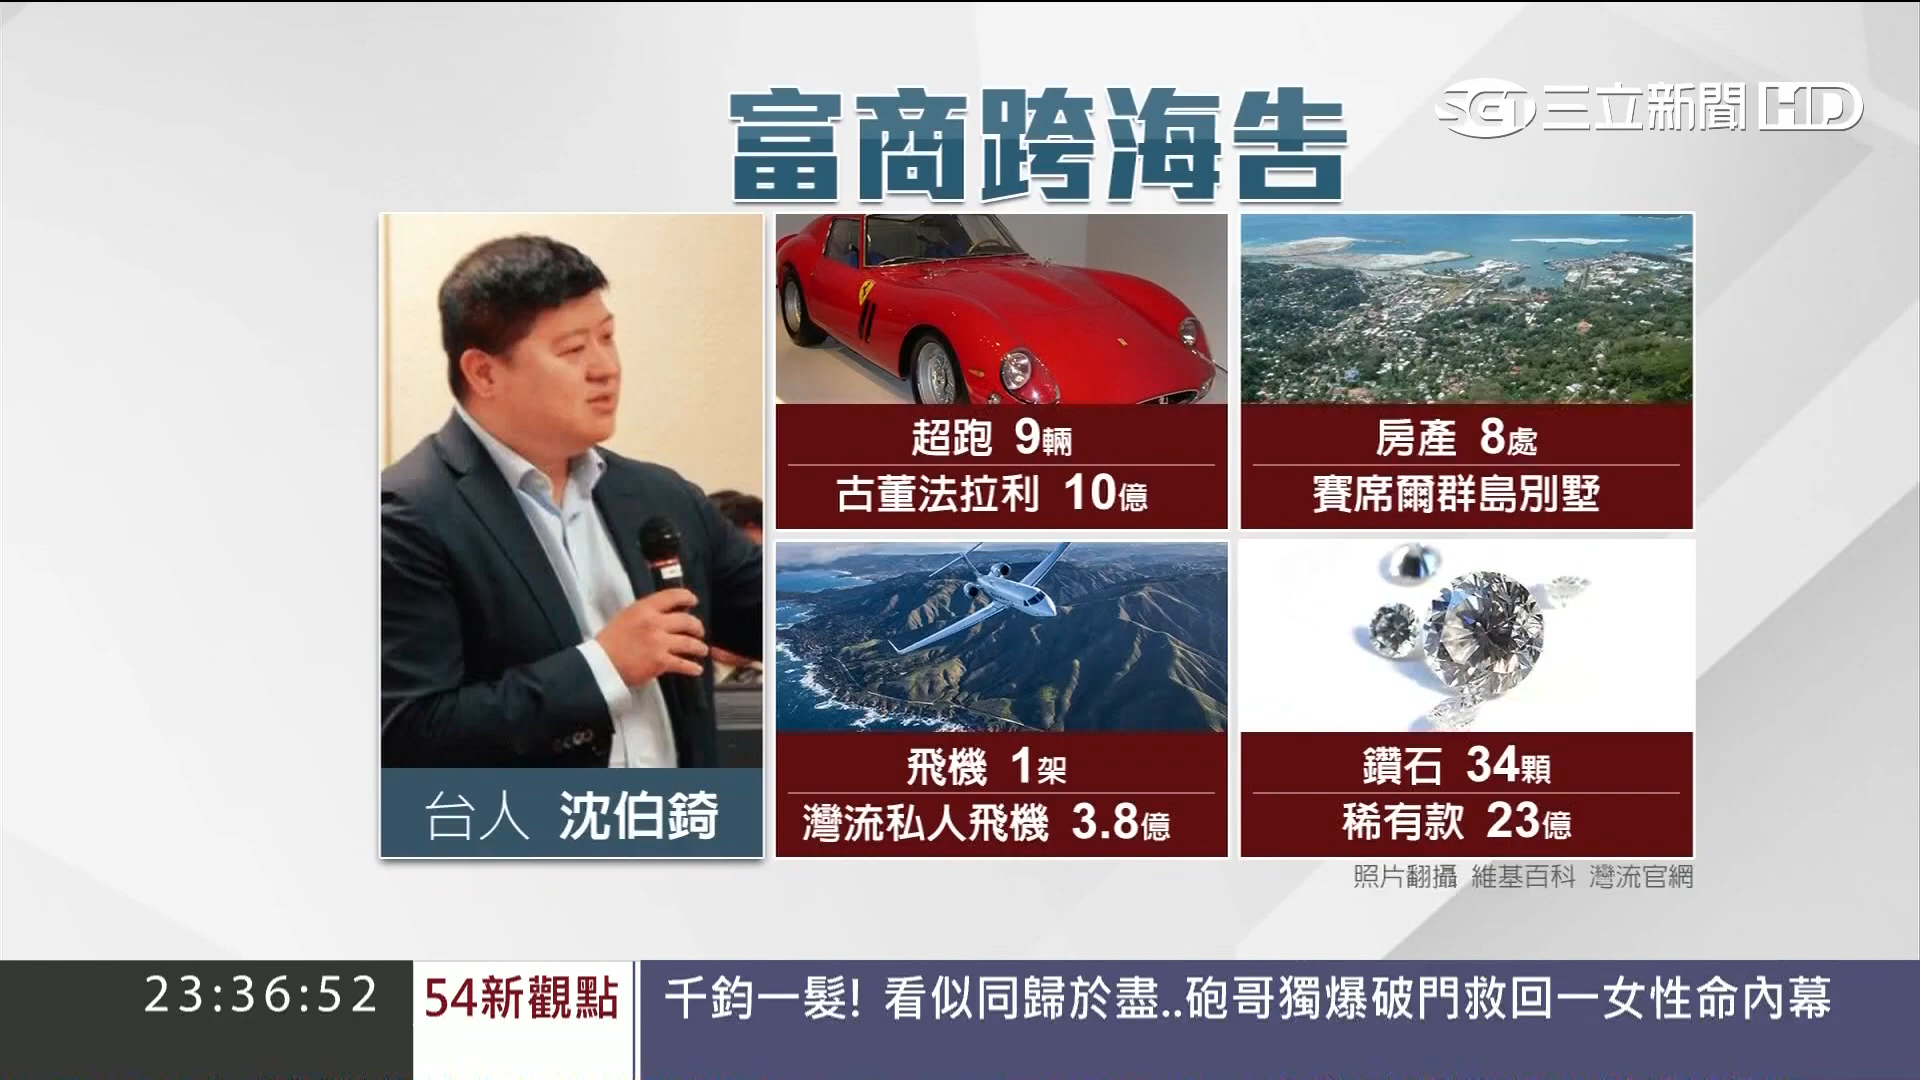 富商跨海告
SET三立新聞HD
超跑 9輛
古董法拉利 10億
房產 8處
賽席爾群島別墅
台人 沈伯錡
飛機 1架
灣流私人飛機 3.8億
鑽石 34顆
稀有款 23億
照片翻攝 維基百科 灣流官網
23:36:52
54新觀點
千鈞一髮! 看似同歸於盡..砲哥獨爆破門救回一女性命內幕